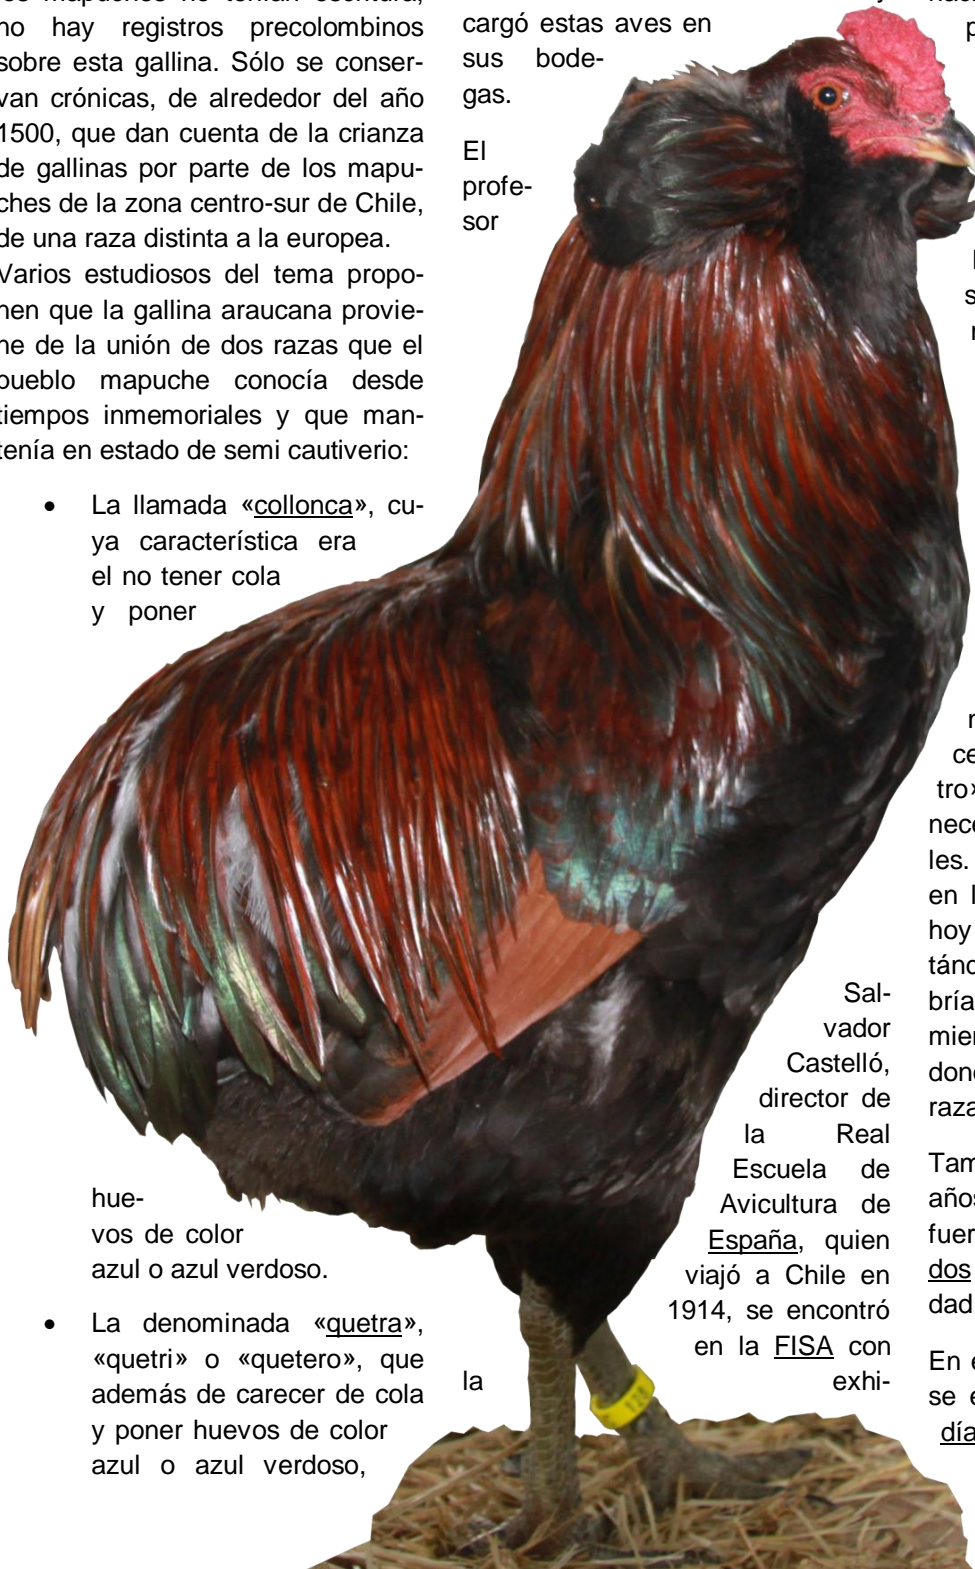 los mapuches no tenían escritura,
no hay registros precolombinos
sobre esta gallina. Sólo se conser-
van crónicas, de alrededor del año
1500, que dan cuenta de la crianza
de gallinas por parte de los mapu-
ches de la zona centro-sur de Chile,
de una raza distinta a la europea.
Varios estudiosos del tema propo-
nen que la gallina araucana provie-
ne de la unión de dos razas que el
pueblo mapuche conocía desde
tiempos inmemoriales y que man-
tenía en estado de semi cautiverio:
• La llamada «collonca», cu-
ya característica era
el no tener cola
y poner
hue-
vos de color
azul o azul verdoso.
• La denominada «quetra»,
«quetri» o «quetero», que
además de carecer de cola
y poner huevos de color
azul o azul verdoso,
cargó estas aves en
sus bode-
gas.
El
profe-
sor
Sal-
vador
Castelló,
director de
la Real
Escuela de
Avicultura de
España, quien
viajó a Chile en
1914, se encontró
en la FISA con
la exhi-
p
s
r
ce
tro»
nece
les.
en l
hoy
bría
mien
raza
Tam
años
fuer
dos
dad
En e
se e
día